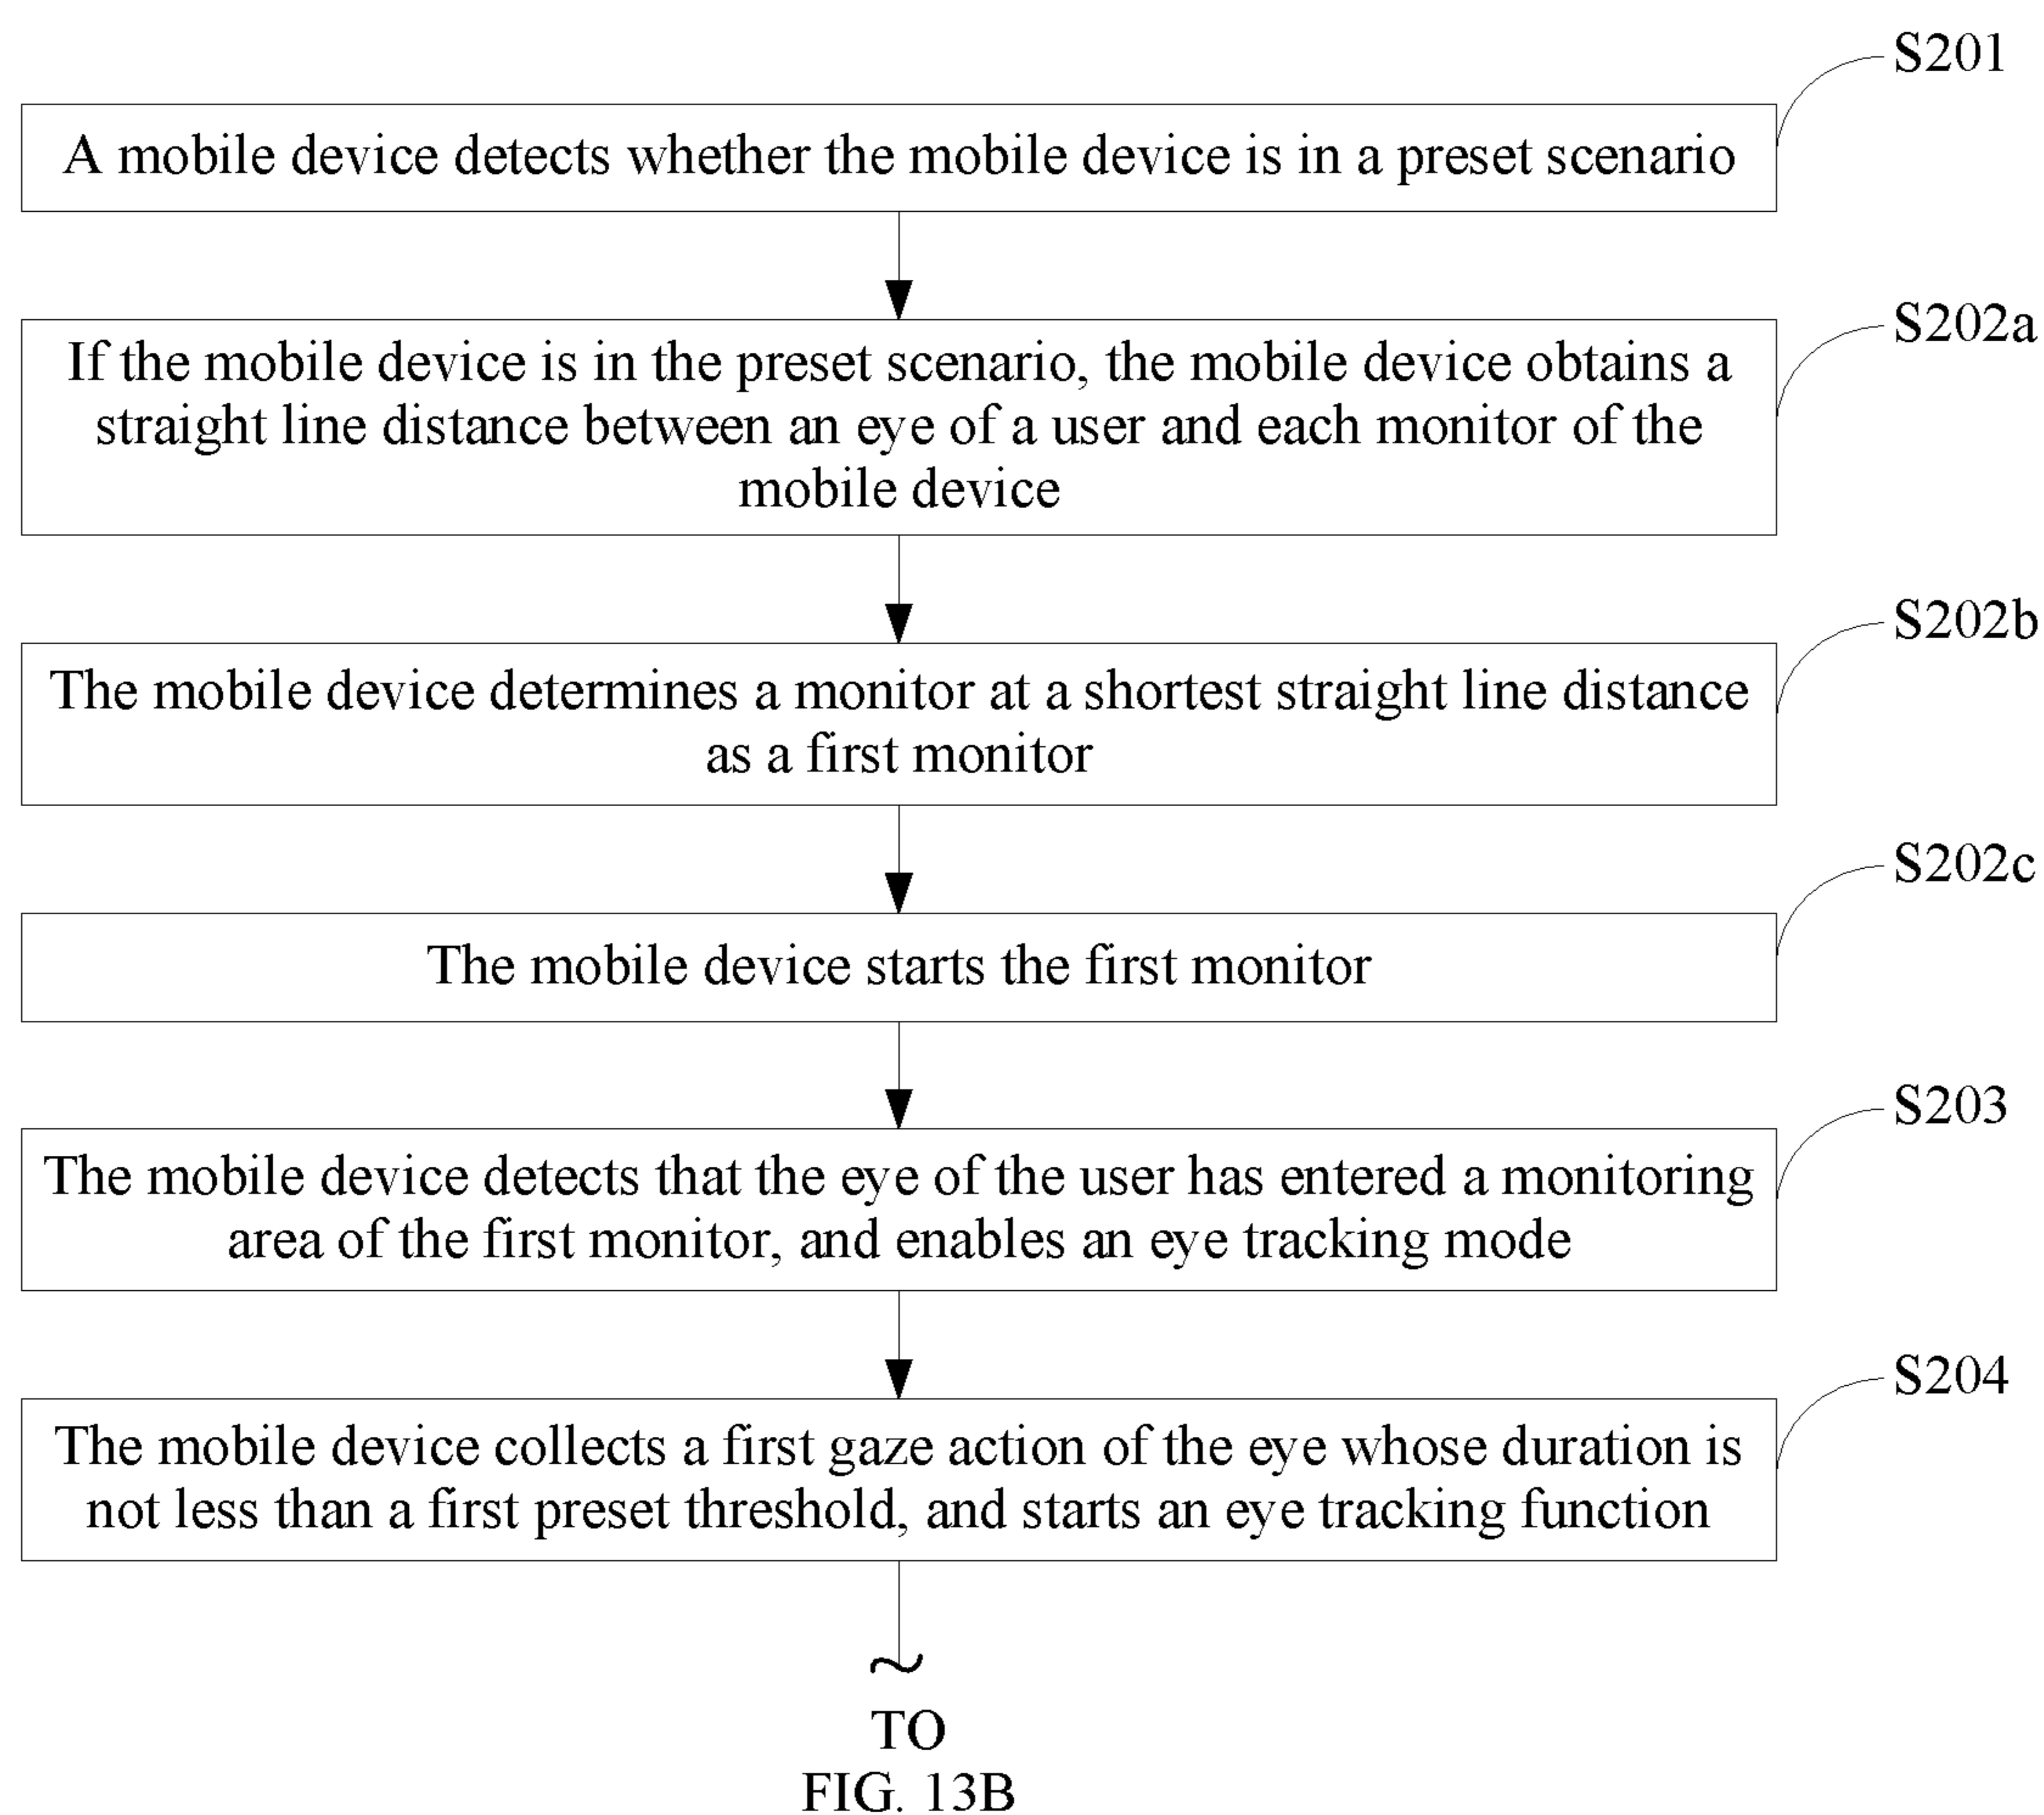 S201
A mobile device detects whether the mobile device is in a preset scenario
S202a
If the mobile device is in the preset scenario, the mobile device obtains a
straight line distance between an eye of a user and each monitor of the
mobile device
S202b
The mobile device determines a monitor at a shortest straight line distance
as a first monitor
S202c
The mobile device starts the first monitor
S203
The mobile device detects that the eye of the user has entered a monitoring
area of the first monitor, and enables an eye tracking mode
S204
The mobile device collects a first gaze action of the eye whose duration is
not less than a first preset threshold, and starts an eye tracking function
TO
FIG. 13B